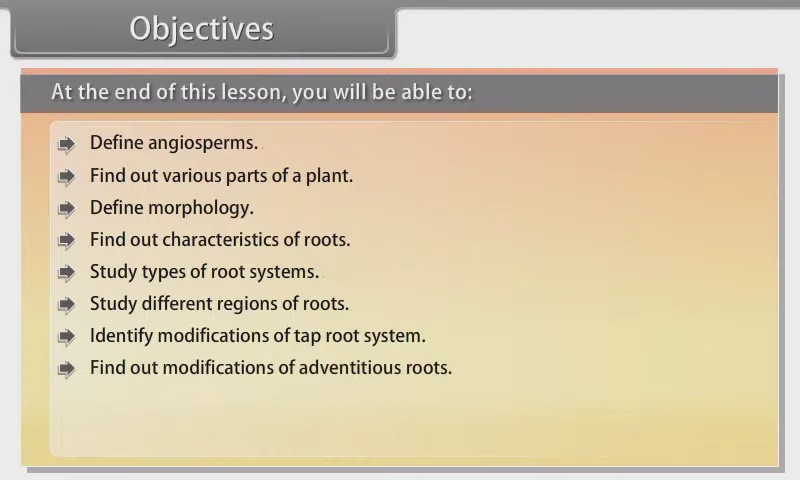 Objectives
At the end of this lesson, you will be able to:
Define angiosperms.
Find out various parts of a plant.
Define morphology.
Find out characteristics of roots.
Study types of root systems.
Study different regions of roots.
Identify modifications of tap root system.
Find out modifications of adventitious roots.